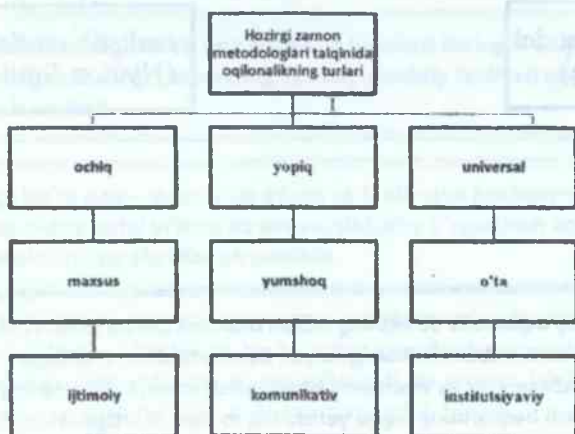 Hozirgi zamon
metodologlari talqinida
oqilonalikning turlari
ochiq
yopiq
universal
maxsus
yumshoq
o'ta
ijtimoiy
komunikativ
institutsiyaviy